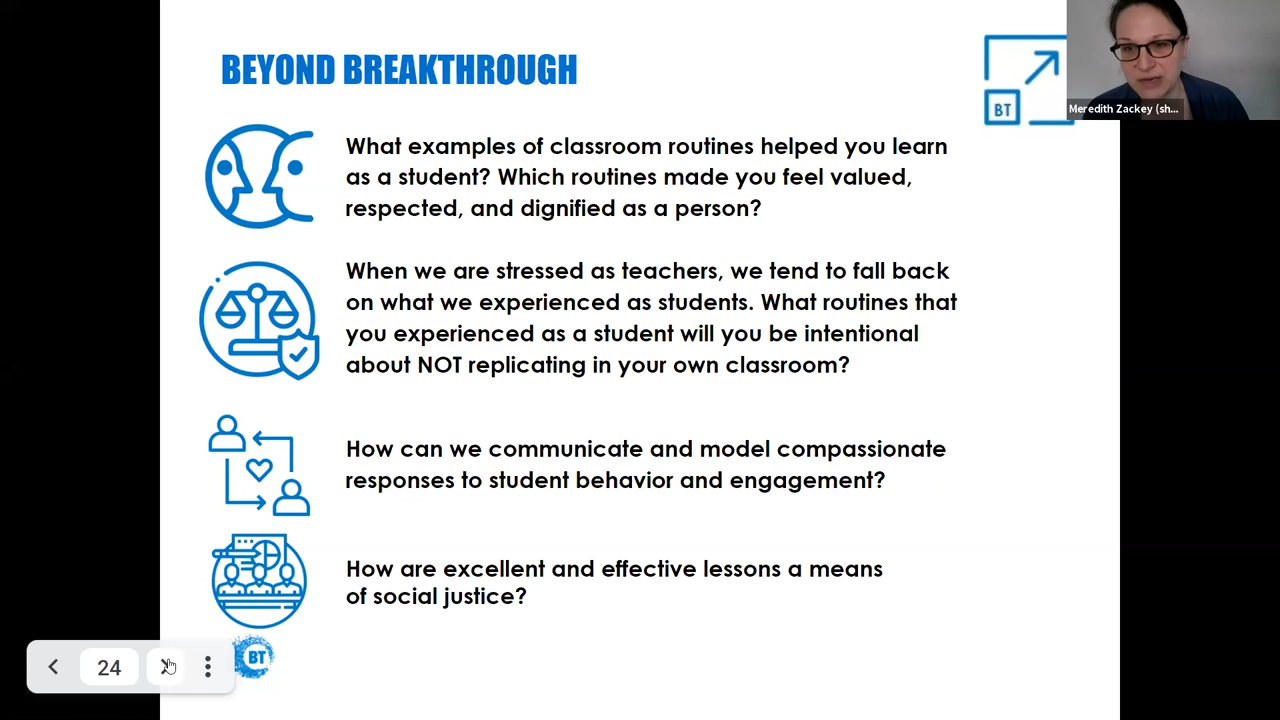 BEYOND BREAKTHROUGH
BT
Meredith Zackey (sh...
What examples of classroom routines helped you learn
as a student? Which routines made you feel valued,
respected, and dignified as a person?
When we are stressed as teachers, we tend to fall back
on what we experienced as students. What routines that
you experienced as a student will you be intentional
about NOT replicating in your own classroom?
How can we communicate and model compassionate
responses to student behavior and engagement?
How are excellent and effective lessons a means
of social justice?
24
BT